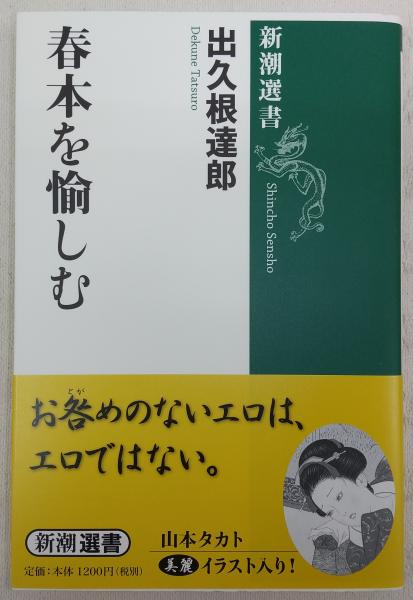 新潮選書
Shincho Sensho
出久根達郎
Dekune Tatsuro
春本を愉しむ
お咎めのないエロは、
とが
エロではない。
新潮選書
定価：本体1200円（税別）
山本タカト
美麗イラスト入り！